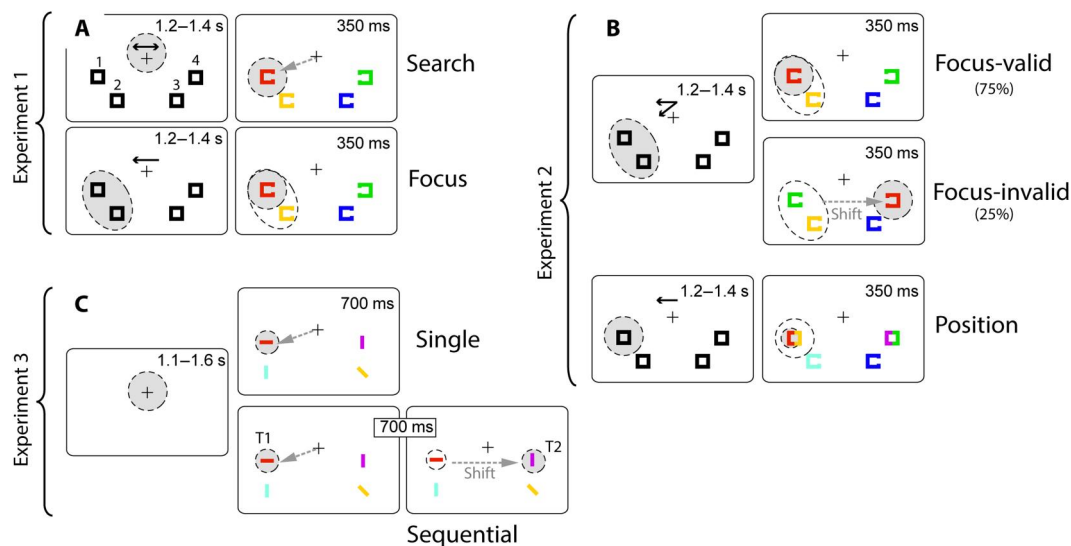 Experiment 1
A
1.2–1.4 s
1
2
3
4
350 ms
Search
1.2–1.4 s
350 ms
Focus
B
Experiment 2
1.2–1.4 s
350 ms
Focus-valid
(75%)
350 ms
Shift
Focus-invalid
(25%)
1.2–1.4 s
350 ms
Position
C
Experiment 3
1.1–1.6 s
700 ms
Single
T1
700 ms
Shift
T2
Sequential